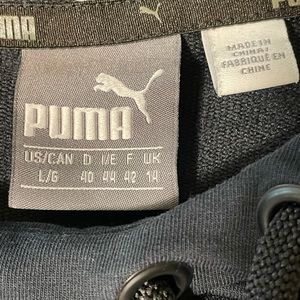 PUMA
US/CAN D I/E F UK
L/G 40 44 42 14
MADE IN
CHINA
FABRIQUÉ EN
CHINE